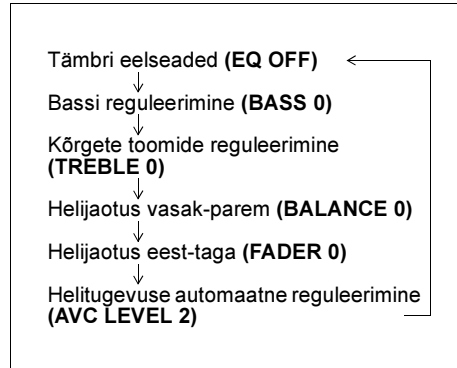 Tämbri eelseaded (EQ OFF)
Bassi reguleerimine (BASS 0)
Kõrgete toomide reguleerimine
(TREBLE 0)
Helijaotus vasak-parem (BALANCE 0)
Helijaotus eest-taga (FADER 0)
Helitugevuse automaatne reguleerimine
(AVC LEVEL 2)